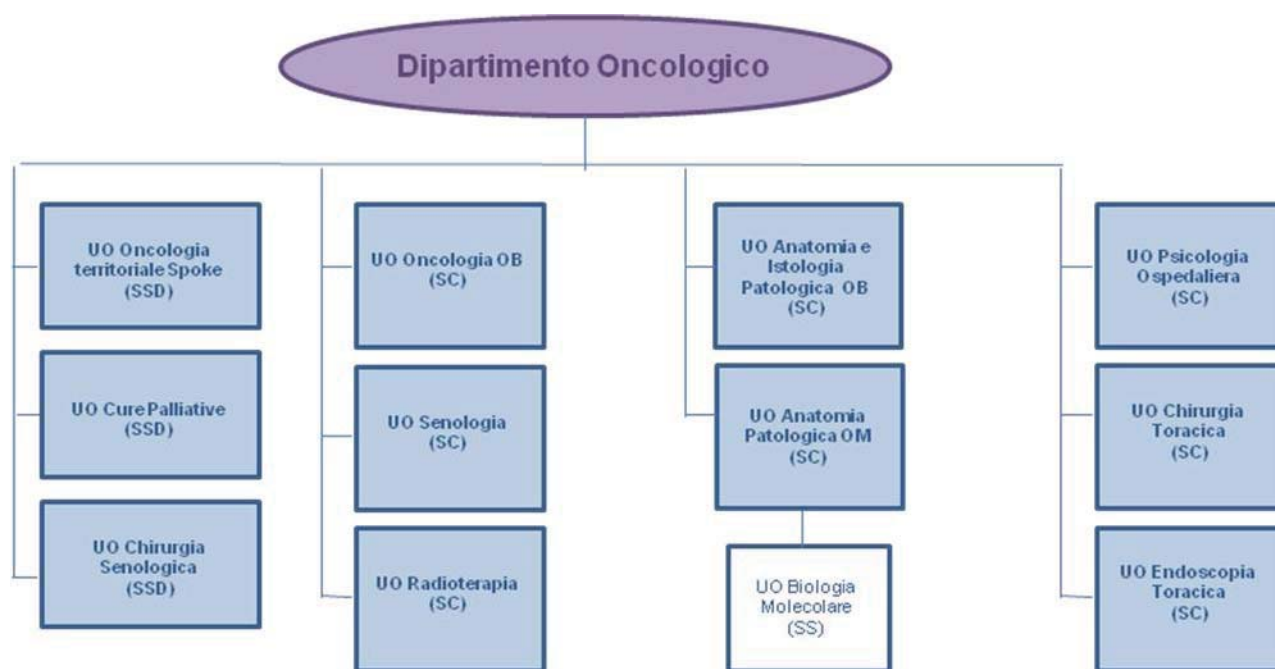 Dipartimento Oncologico
UO Oncologia
territoriale Spoke
(SSD)
UO Cure Palliative
(SSD)
UO Chirurgia
Senologica
(SSD)
UO Oncologia OB
(SC)
UO Senologia
(SC)
UO Radioterapia
(SC)
UO Anatomia e
Istologia
Patologica OB
(SC)
UO Anatomia
Patologica OM
(SC)
UO Biologia
Molecolare
(SS)
UO Psicologia
Ospedaliera
(SC)
UO Chirurgia
Toracica
(SC)
UO Endoscopia
Toracica
(SC)